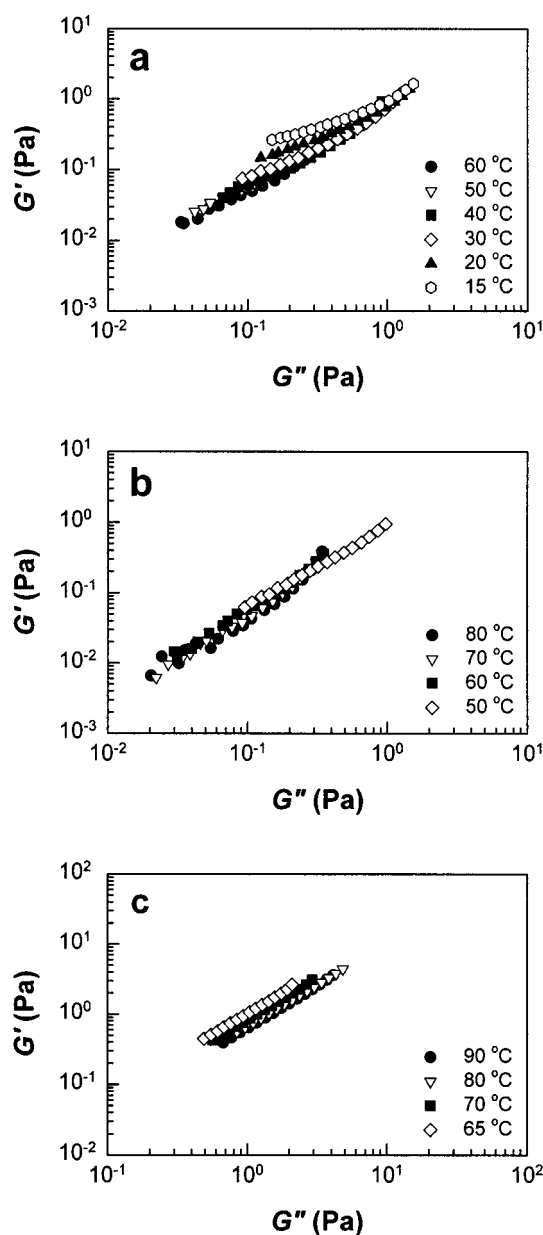 a
10¹
10⁰
10⁻¹
10⁻²
10⁻³
G' (Pa)
60 °C
50 °C
40 °C
30 °C
20 °C
15 °C
10⁻² 10⁻¹ 10⁰ 10¹
G" (Pa)
b
10¹
10⁰
10⁻¹
10⁻²
10⁻³
G' (Pa)
80 °C
70 °C
60 °C
50 °C
10⁻² 10⁻¹ 10⁰ 10¹
G" (Pa)
c
10²
10¹
10⁰
10⁻¹
10⁻²
G' (Pa)
90 °C
80 °C
70 °C
65 °C
10⁻¹ 10⁰ 10¹ 10²
G" (Pa)